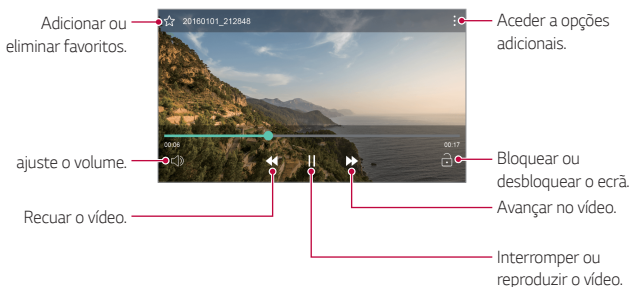 Adicionar ou
eliminar favoritos.
20160101_212848
Aceder a opções
adicionais.
00:06
00:17
ajuste o volume.
Bloquear ou
desbloquear o ecrã.
Recuar o vídeo.
Avançar no vídeo.
Interromper ou
reproduzir o vídeo.